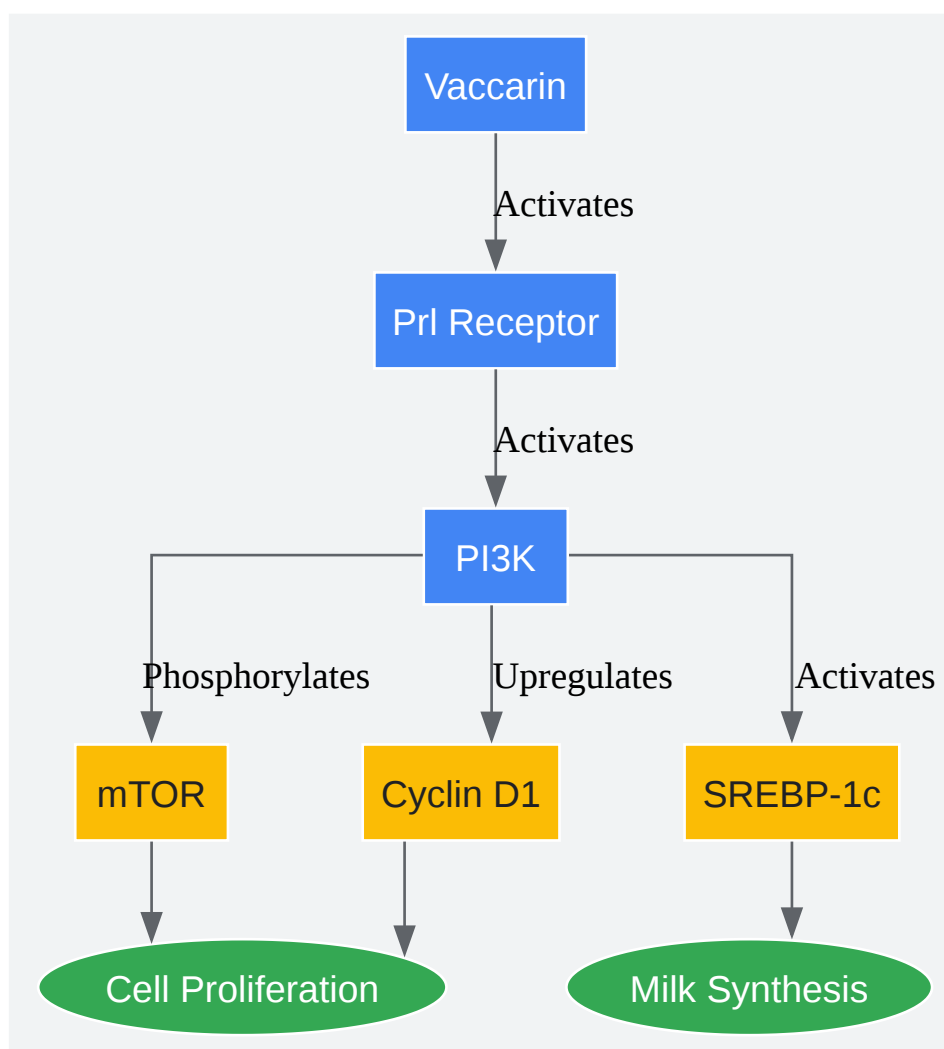 Vaccarin
Activates
Prl Receptor
Activates
PI3K
Phosphorylates
Upregulates
Activates
mTOR
Cyclin D1
SREBP-1c
Cell Proliferation
Milk Synthesis